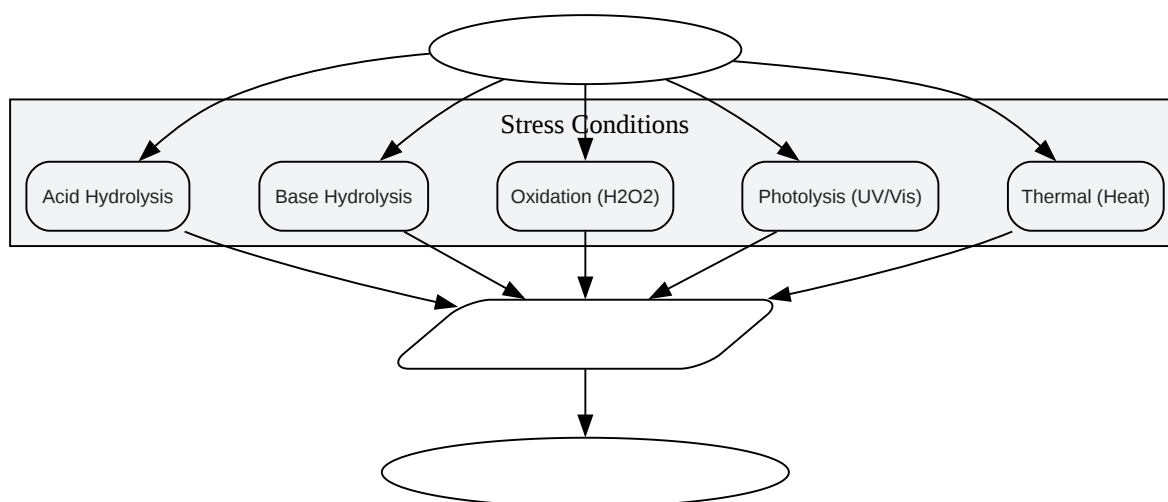 Stress Conditions
Acid Hydrolysis
Base Hydrolysis
Oxidation (H2O2)
Photolysis (UV/Vis)
Thermal (Heat)